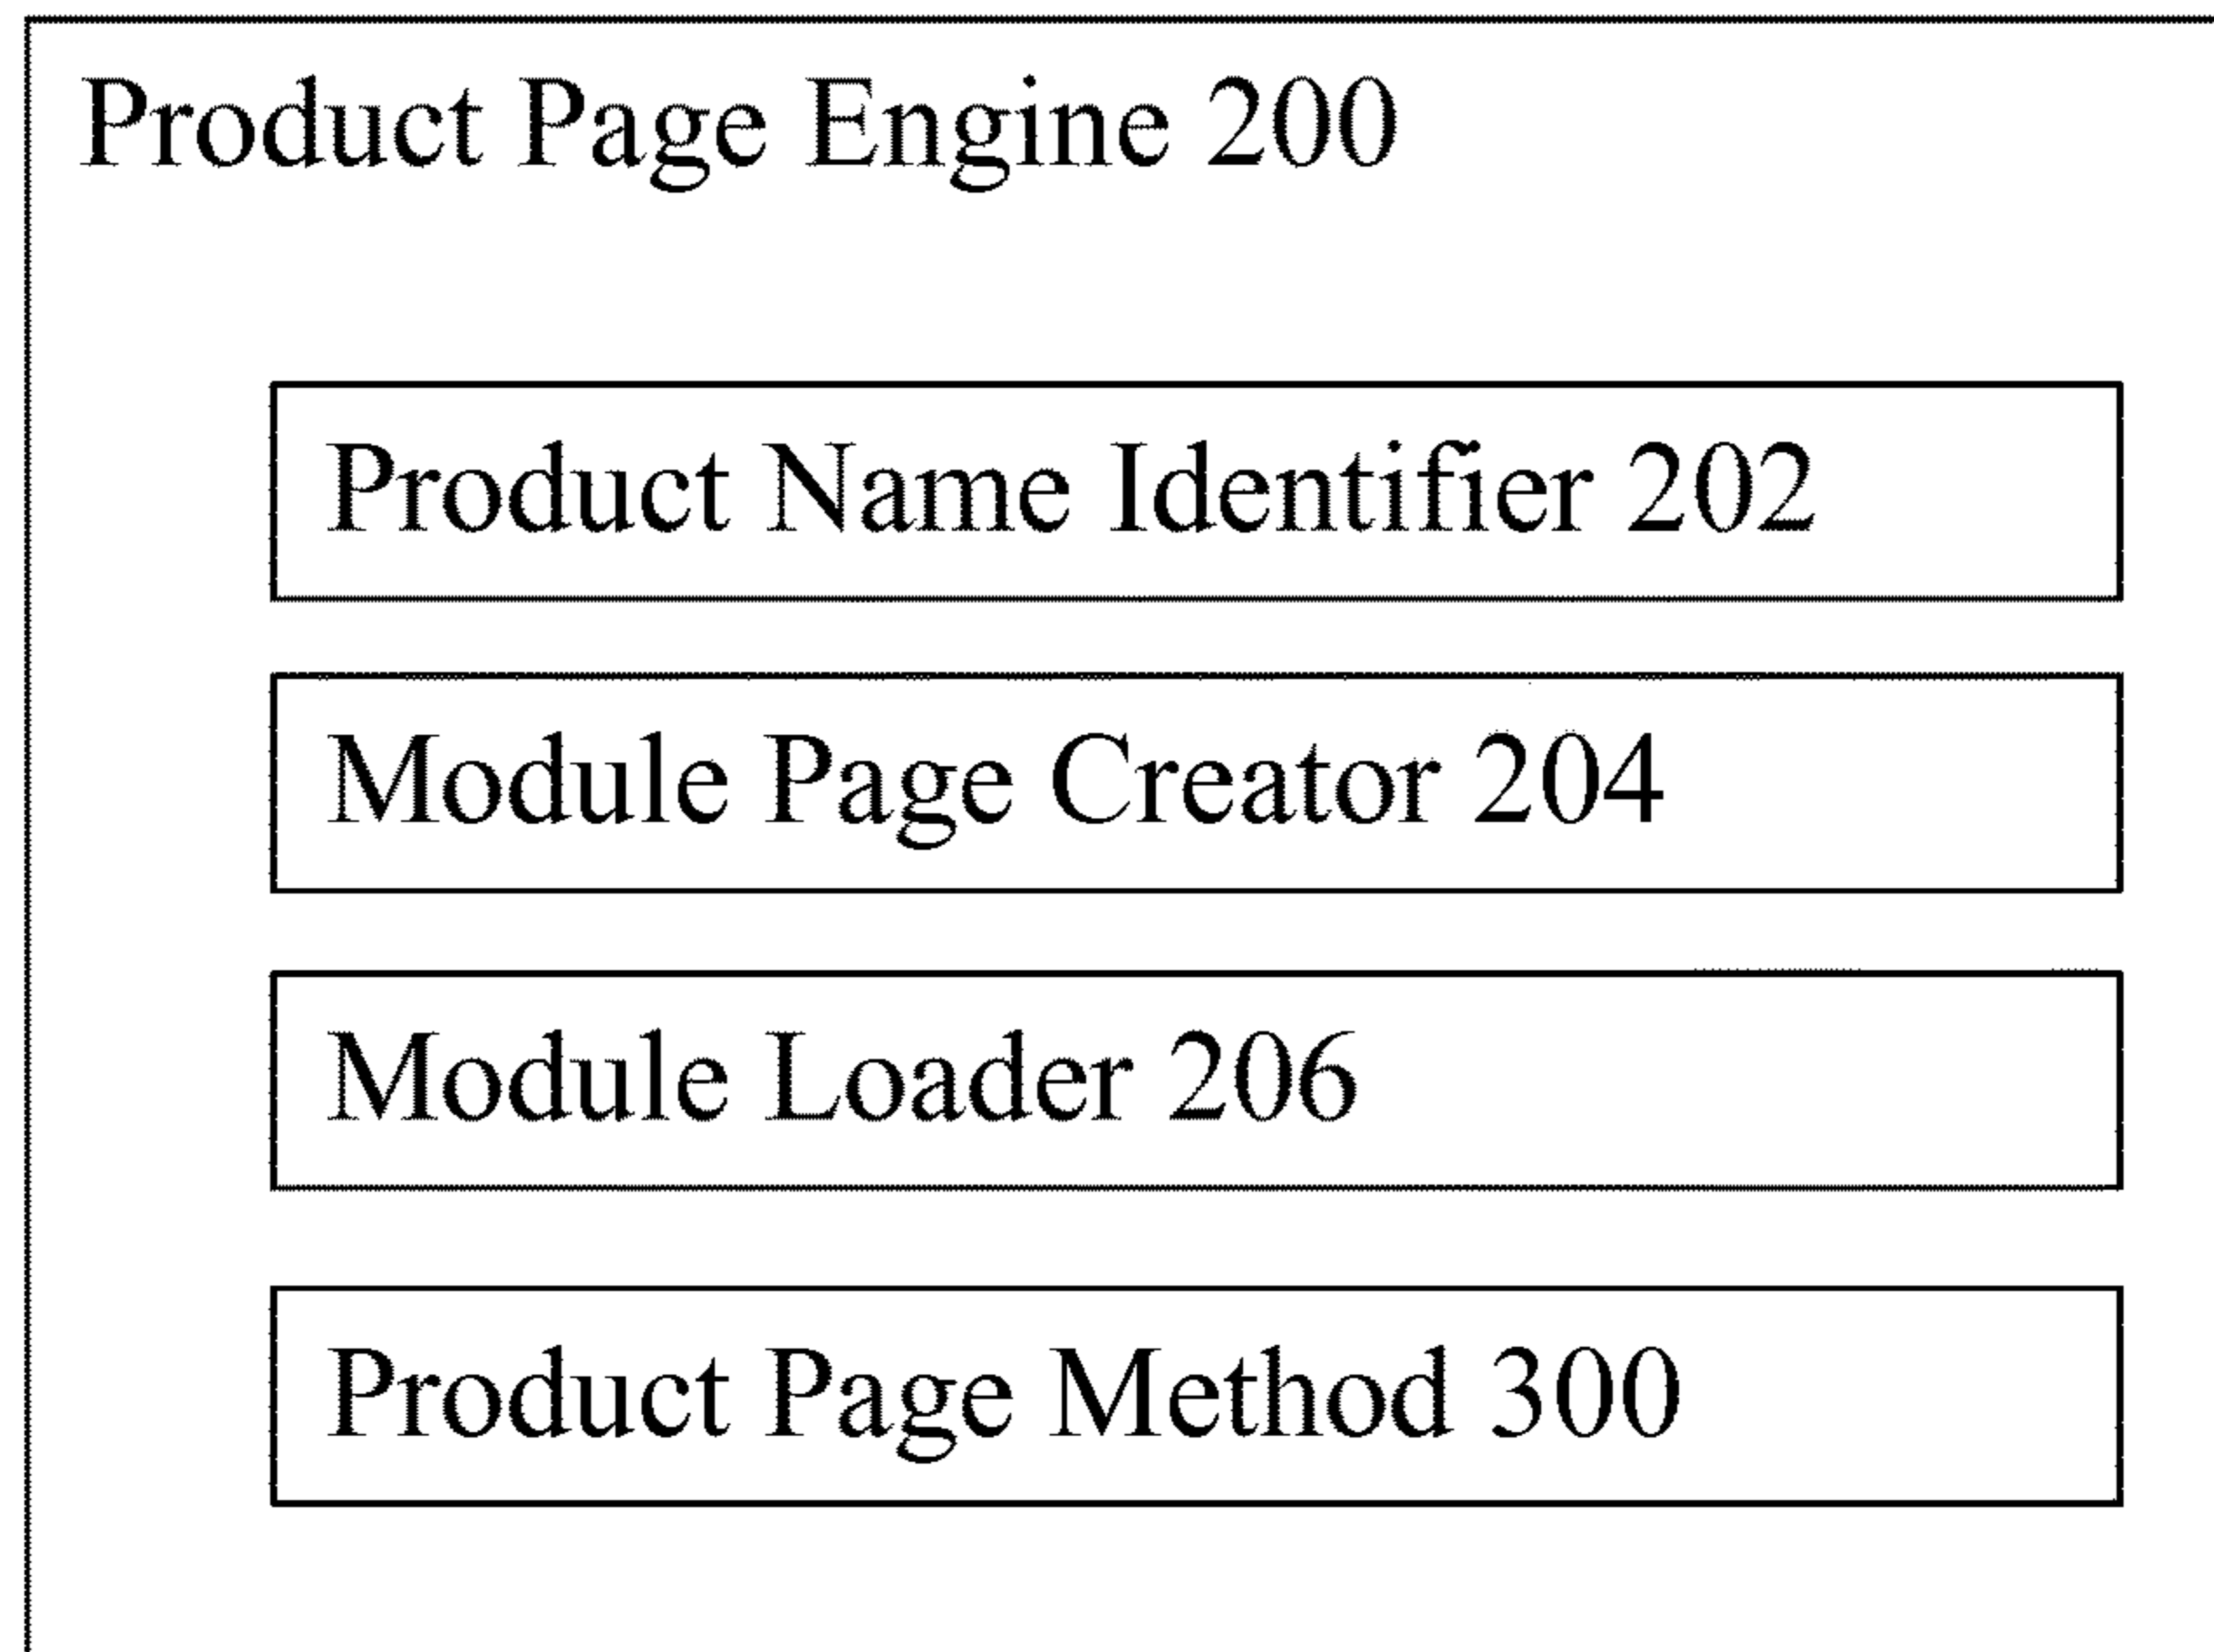 Product Page Engine 200
Product Name Identifier 202
Module Page Creator 204
Module Loader 206
Product Page Method 300